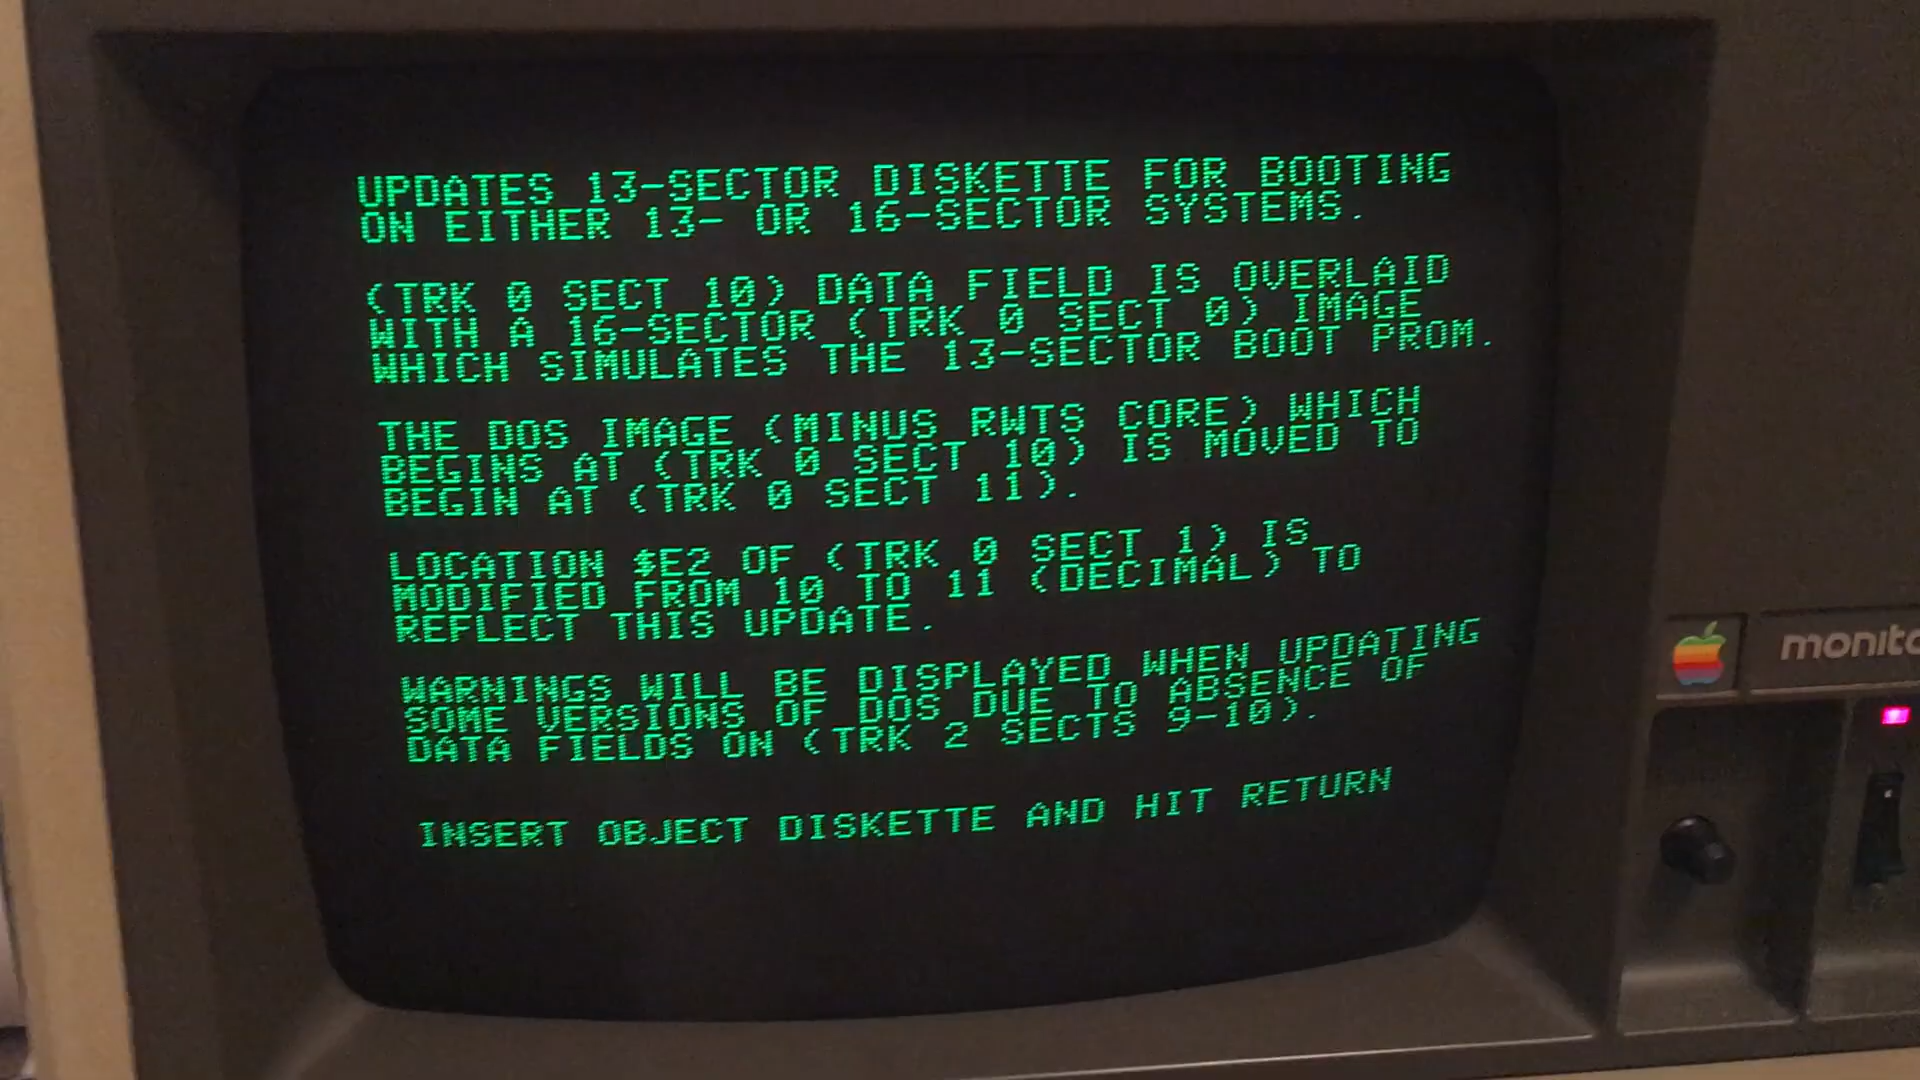 UPDATES 13-SECTOR DISKETTE FOR BOOTING
ON EITHER 13- OR 16-SECTOR SYSTEMS.
(TRK 0 SECT 10) DATA FIELD IS OVERLAID
WITH A 16-SECTOR (TRK 0 SECT 0) IMAGE
WHICH SIMULATES THE 13-SECTOR BOOT PROM.
THE DOS IMAGE (MINUS RWTS CORE) WHICH
BEGINS AT (TRK 0 SECT 10) IS MOVED TO
BEGIN AT (TRK 0 SECT 11).
LOCATION $E2 OF (TRK 0 SECT 1) IS
MODIFIED FROM 10 TO 11 (DECIMAL) TO
REFLECT THIS UPDATE.
WARNINGS WILL BE DISPLAYED WHEN UPDATING
SOME VERSIONS OF DOS DUE TO ABSENCE OF
DATA FIELDS ON (TRK 2 SECTS 9-10).
INSERT OBJECT DISKETTE AND HIT RETURN
monito